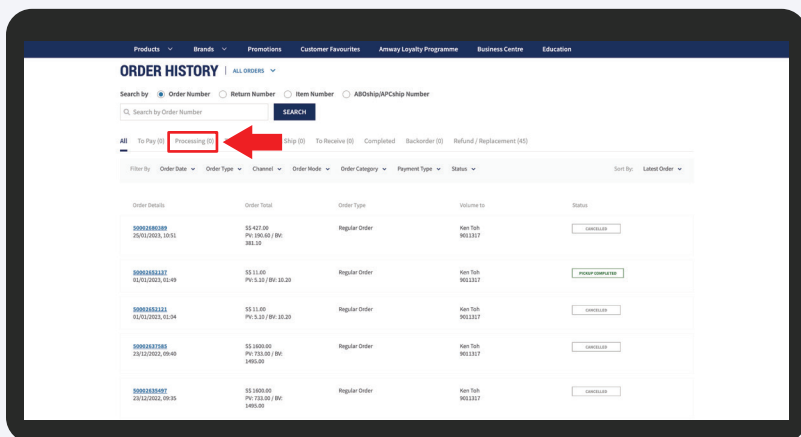 Products Brands Promotions Customer Favourites Amway Loyalty Programme Business Centre Education
ORDER HISTORY | ALL ORDERS
Search by Order Number Return Number Item Number ABOship/APCship Number
Search by Order Number SEARCH
All To Pay (0) Processing (0) Ship (0) To Receive (0) Completed Backorder (0) Refund / Replacement (45)
Filter By Order Date Order Type Channel Order Mode Order Category Payment Type Status Sort By: Latest Order
Order Details Order Total Order Type Volume to Status
S0002680389 S$ 427.00 Regular Order Ken Toh CANCELLED
25/01/2023, 10:51 PV: 190.60 / BV: 9011317
381.10
S0002652137 S$ 11.00 Regular Order Ken Toh PICKUP COMPLETED
01/01/2023, 01:49 PV: 5.10 / BV: 10.20 9011317
S0002652121 S$ 11.00 Regular Order Ken Toh CANCELLED
01/01/2023, 01:04 PV: 5.10 / BV: 10.20 9011317
S0002637585 S$ 1600.00 Regular Order Ken Toh CANCELLED
23/12/2022, 09:40 PV: 733.00 / BV: 9011317
1495.00
S0002635497 S$ 1600.00 Regular Order Ken Toh CANCELLED
23/12/2022, 09:35 PV: 733.00 / BV: 9011317
1495.00